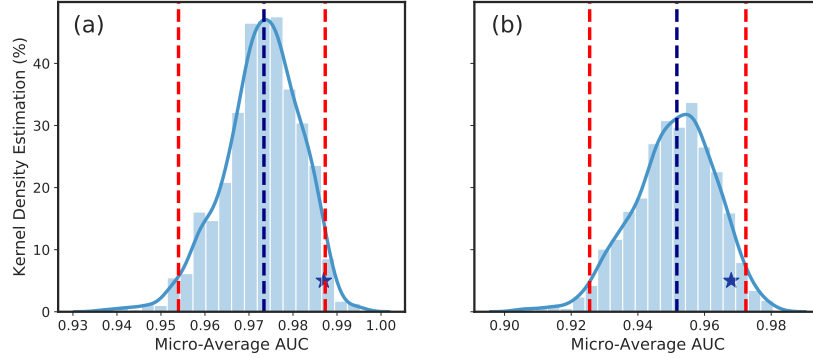 (a)
(b)
Kernel Density Estimation (%)
40
30
20
10
0
0.93 0.94 0.95 0.96 0.97 0.98 0.99 1.00
0.90 0.92 0.94 0.96 0.98
Micro-Average AUC
Micro-Average AUC